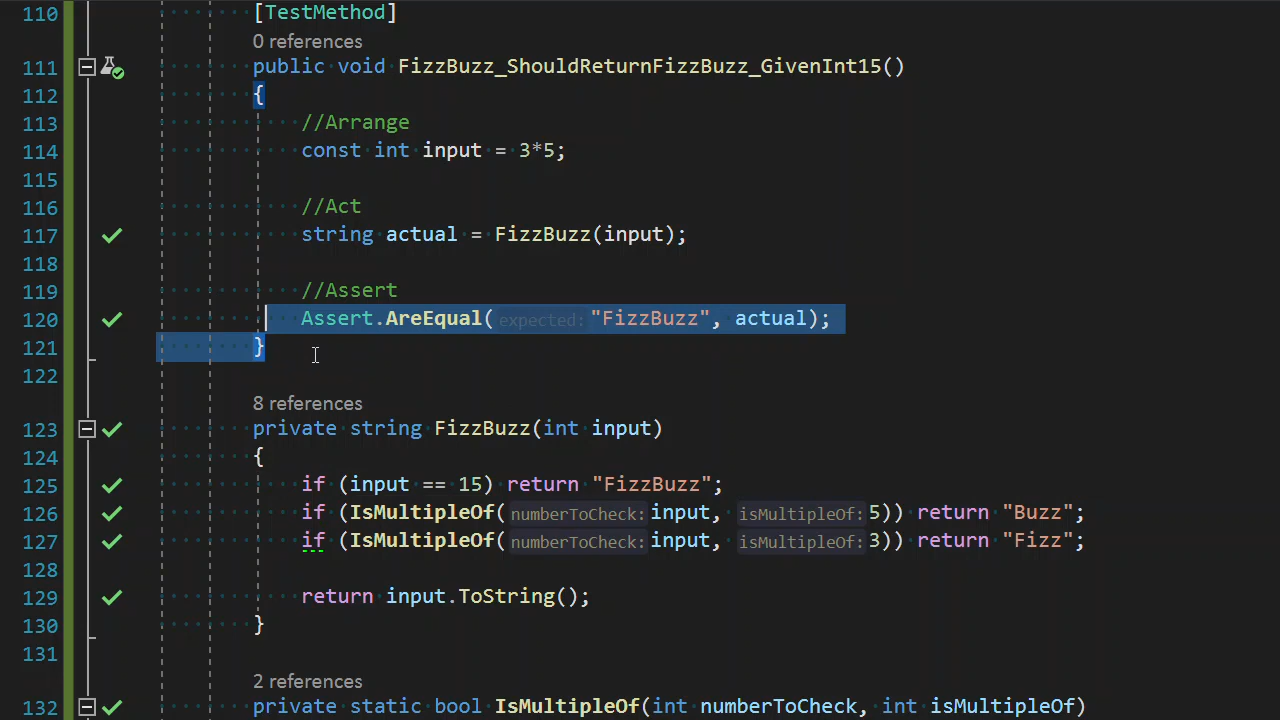 110 [TestMethod]
0 references
111 public void FizzBuzz_ShouldReturnFizzBuzz_GivenInt15()
112 {
113 //Arrange
114 const int input = 3*5;
115
116 //Act
117 string actual = FizzBuzz(input);
118
119 //Assert
120 Assert.AreEqual(expected: "FizzBuzz", actual);
121 }
122
8 references
123 private string FizzBuzz(int input)
124 {
125 if (input == 15) return "FizzBuzz";
126 if (IsMultipleOf(numberToCheck: input, isMultipleOf: 5)) return "Buzz";
127 if (IsMultipleOf(numberToCheck: input, isMultipleOf: 3)) return "Fizz";
128
129 return input.ToString();
130 }
131
2 references
132 private static bool IsMultipleOf(int numberToCheck, int isMultipleOf)